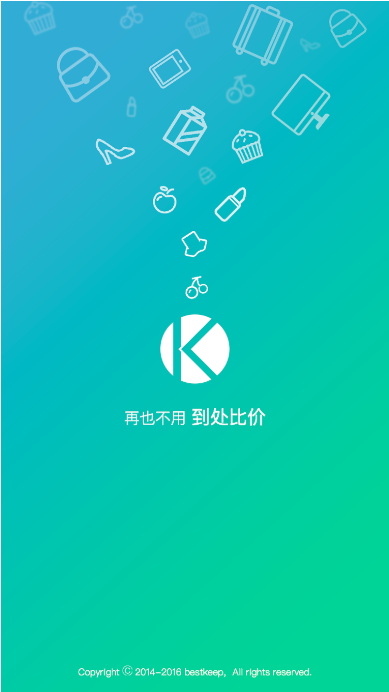 再也不用 到处比价
Copyright © 2014-2016 bestkeep, All rights reserved.